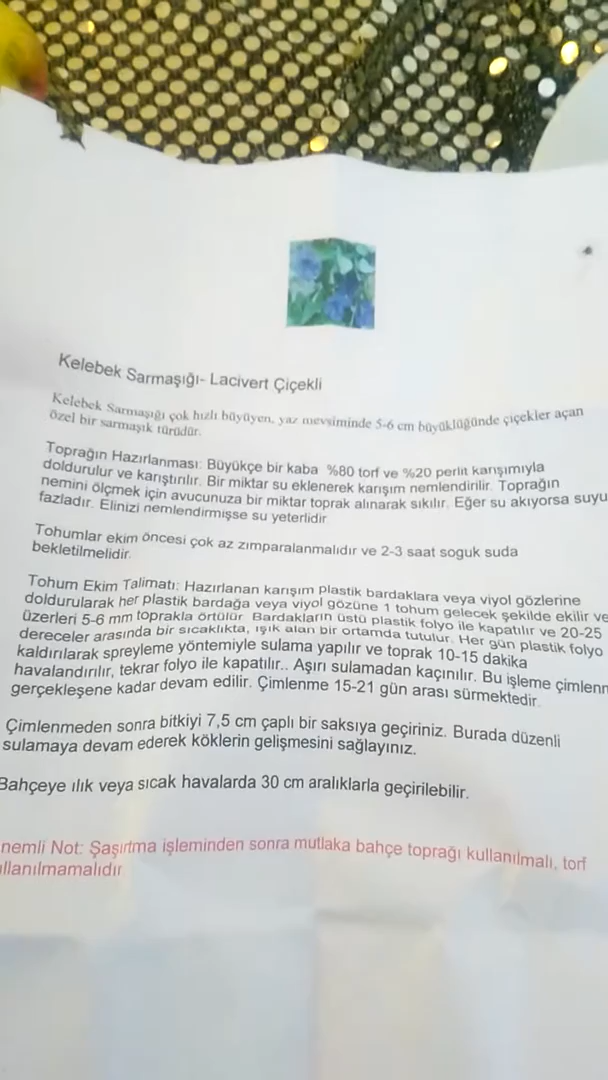 Kelebek Sarmaşığı- Lacivert Çiçekli
Kelebek Sarmaşığı çok hızlı büyüyen, yaz mevsiminde 5-6 cm büyüklüğünde çiçekler açan
özel bir sarmaşık türüdür.
Toprağın Hazırlanması: Büyükçe bir kaba %80 torf ve %20 perlit karışımıyla
doldurulur ve karıştırılır. Bir miktar su eklenerek karışım nemlendirilir. Toprağın
nemini ölçmek için avucunuza bir miktar toprak alınarak sıkılır. Eğer su akıyorsa suyu
fazladır. Elinizi nemlendirmişse su yeterlidir
Tohumlar ekim öncesi çok az zımparalanmalıdır ve 2-3 saat soguk suda
bekletilmelidir.
Tohum Ekim Talimatı: Hazırlanan karışım plastik bardaklara veya viyol gözlerine
doldurularak her plastik bardağa veya viyol gözüne 1 tohum gelecek şekilde ekilir ve
üzerleri 5-6 mm toprakla örtülür. Bardakların üstü plastik folyo ile kapatılır ve 20-25
dereceler arasında bir sıcaklıkta, ışık alan bir ortamda tutulur. Her gün plastik folyo
kaldırılarak spreyleme yöntemiyle sulama yapılır ve toprak 10-15 dakika
havalandırılır, tekrar folyo ile kapatılır.. Aşırı sulamadan kaçınılır. Bu işleme çimlenm
gerçekleşene kadar devam edilir. Çimlenme 15-21 gün arası sürmektedir.
Çimlenmeden sonra bitkiyi 7,5 cm çaplı bir saksıya geçiriniz. Burada düzenli
sulamaya devam ederek köklerin gelişmesini sağlayınız.
Bahçeye ılık veya sıcak havalarda 30 cm aralıklarla geçirilebilir.
nemli Not: Şaşırtma işleminden sonra mutlaka bahçe toprağı kullanılmalı, torf
ullanılmamalıdır